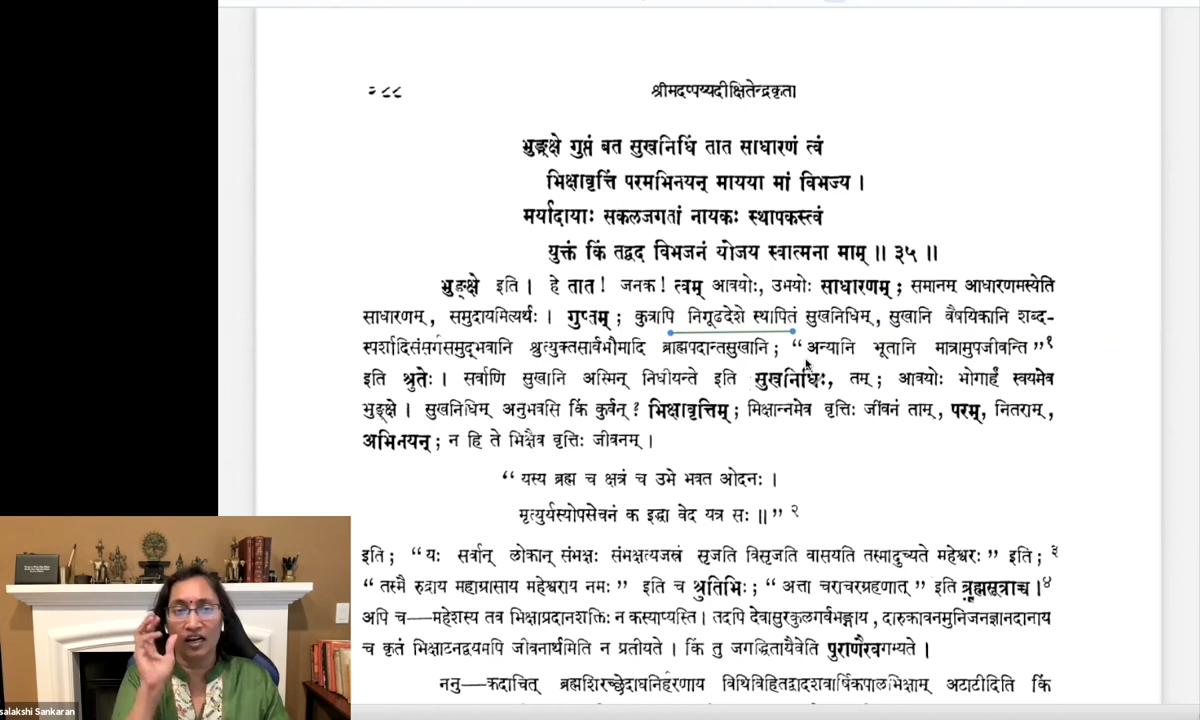 २८८ श्रीमदप्पय्यदीक्षितेन्द्रकृता
भुङ्क्षे गुप्तं बत सुखनिधिं तात साधारणं त्वं
भिक्षावृत्तिं परमभिनयन् मायया मां विभज्य ।
मर्यादायाः सकलजगतां नायकः स्थापकस्त्वं
युक्तं किं तद्वद विभजनं योजय स्वात्मना माम् ॥ ३५ ॥
भुङ्क्षे इति । हे तात! जनक! त्वम् आवयोः, उभयोः साधारणम्; समानम् आधारणमस्येति
साधारणम्, समुदायमित्यर्थः । गुप्तम्; कुत्रापि निगूढदेशे स्थापितं सुखनिधिम्, सुखानि वैषयिकानि शब्द-
स्पर्शादिसंसर्गसमुद्भवानि श्रुत्युक्तसार्वभौमादि ब्राह्मपदान्तसुखानि; “अन्यानि भूतानि मात्रामुपजीवन्ति”१
इति श्रुतेः । सर्वाणि सुखानि अस्मिन् निधीयन्ते इति सुखनिधिः, तम्; आवयोः भोगार्हं स्वयमेव
भुङ्क्षे । सुखनिधिम् अनुभवसि किं कुर्वन्? भिक्षावृत्तिम्; भिक्षान्नमेव वृत्तिः जीवनं ताम्, परम्, नितराम्,
अभिनयन्; न हि ते भिक्षैव वृत्तिः जीवनम् ।
“ यस्य ब्रह्म च क्षत्रं च उभे भवत ओदनः ।
मृत्युर्यस्योपसेचनं क इद्धा वेद यत्र सः ॥ ” २
इति; “यः सर्वान् लोकान् संभक्षः संभक्षत्यजस्रं सृजति विसृजति वासयति तस्मादुच्यते महेश्वरः” इति; ३
“तस्मै रुद्राय महाग्रासाय महेश्वराय नमः” इति च श्रुतिभिः; “अत्ता चराचरग्रहणात्” इति ब्रह्मसूत्राच्च ।४
अपि च—महेशस्य तव भिक्षाप्रदानशक्तिः न कस्याप्यस्ति । तदपि देवासुरकुलगर्वभङ्गाय, दारुकावनमुनिजनज्ञानदानाय
च कृतं भिक्षाटनद्वयमपि जीवनार्थमिति न प्रतीयते । किं तु जगद्धितायैवेति पुराणैरवगम्यते ।
ननु—कदाचित् ब्रह्मशिरच्छेदाघनिर्हरणाय विधिविहितद्वादशवार्षिकपालभिक्षाम् अटाटीदिति किं
salakshi Sankaran